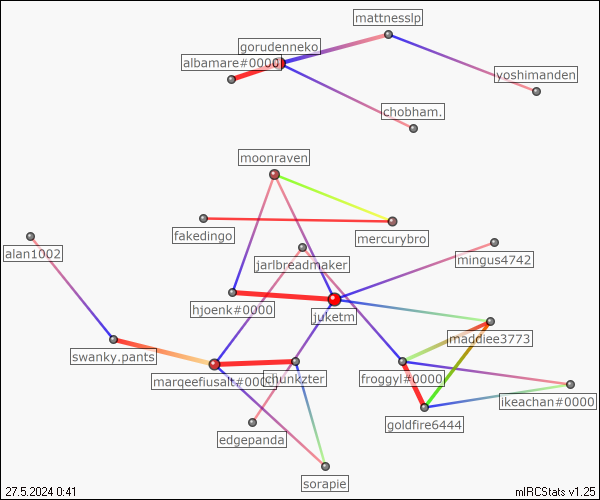 mattnesslp
gorudenneko
albamare#0000
yoshimanden
chobham.
moonraven
fakedingo
mercurybro
alan1002
jarlbreadmaker
mingus4742
hjoenk#0000
juketm
maddiee3773
swanky.pants
marqeefiusalt#0000
chunkzter
froggyl#0000
ikeachan#0000
goldfire6444
edgepanda
sorapie
27.5.2024 0:41
mIRCStats v1.25